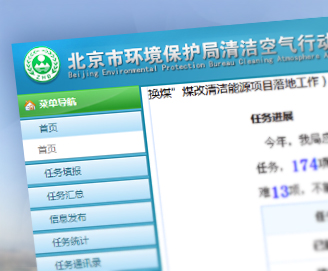 北京市环境保护局清洁空气行动
Beijing Environmental Protection Bureau Cleaning Atmosphere
菜单导航
首页
首页
任务填报
任务汇总
信息发布
任务统计
任务通讯录
换煤”煤改清洁能源项目落地工作）
任务进展
今年，我局
任务，174
难13项，不
任